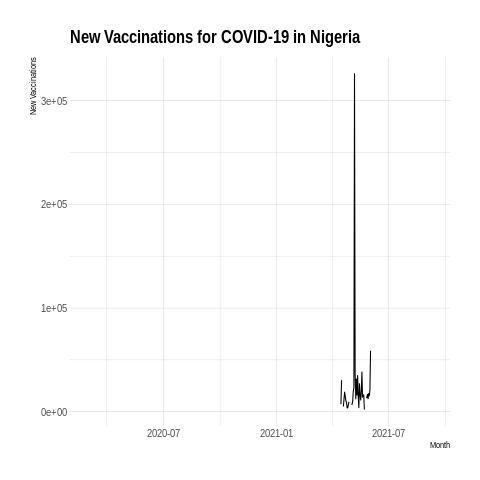 New Vaccinations for COVID-19 in Nigeria
New Vaccinations
3e+05
2e+05
1e+05
0e+00
2020-07
2021-01
2021-07
Month